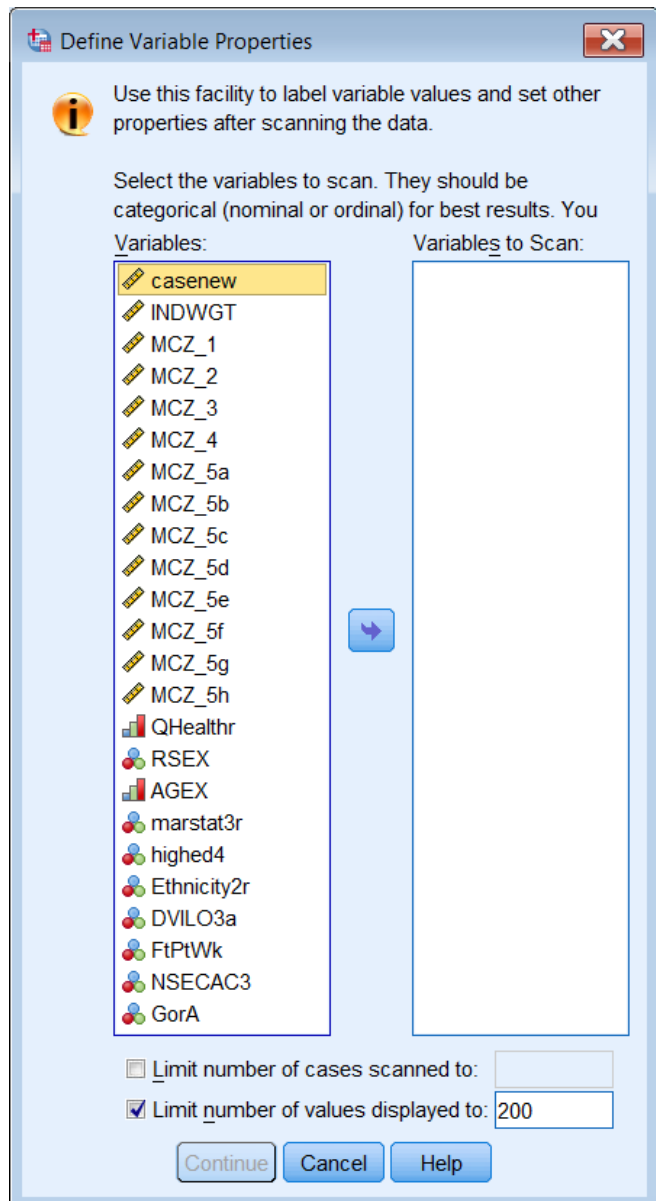 Define Variable Properties
Use this facility to label variable values and set other
properties after scanning the data.
Select the variables to scan. They should be
categorical (nominal or ordinal) for best results. You
Variables:
casenew
INDWGT
MCZ_1
MCZ_2
MCZ_3
MCZ_4
MCZ_5a
MCZ_5b
MCZ_5c
MCZ_5d
MCZ_5e
MCZ_5f
MCZ_5g
MCZ_5h
QHealthr
RSEX
AGEX
marstat3r
highed4
Ethnicity2r
DVILO3a
FtPtWk
NSECAC3
GorA
Variables to Scan:
Limit number of cases scanned to:
Limit number of values displayed to: 200
Continue Cancel Help